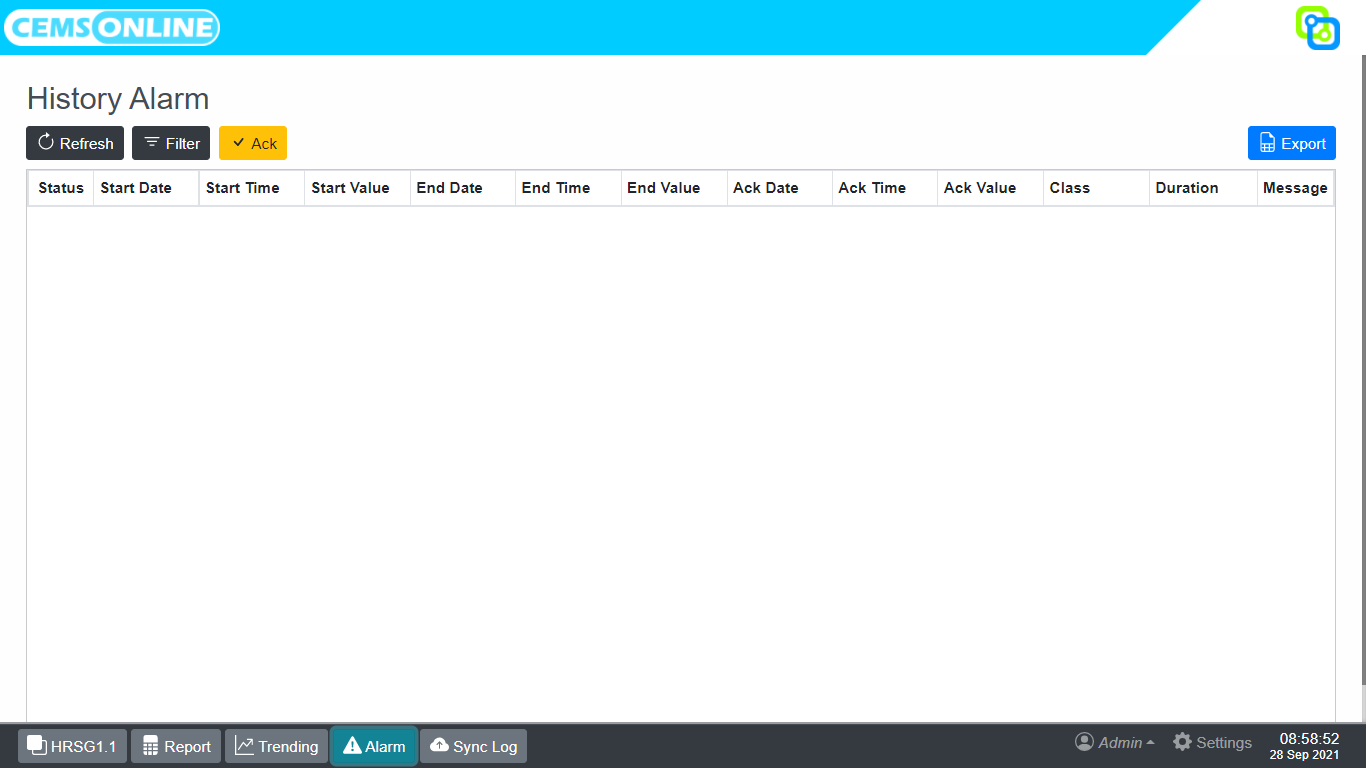 CEMSONLINE
History Alarm
Refresh Filter Ack Export
Status Start Date Start Time Start Value End Date End Time End Value Ack Date Ack Time Ack Value Class Duration Message
HRSG1.1 Report Trending Alarm Sync Log Admin Settings 08:58:52
28 Sep 2021